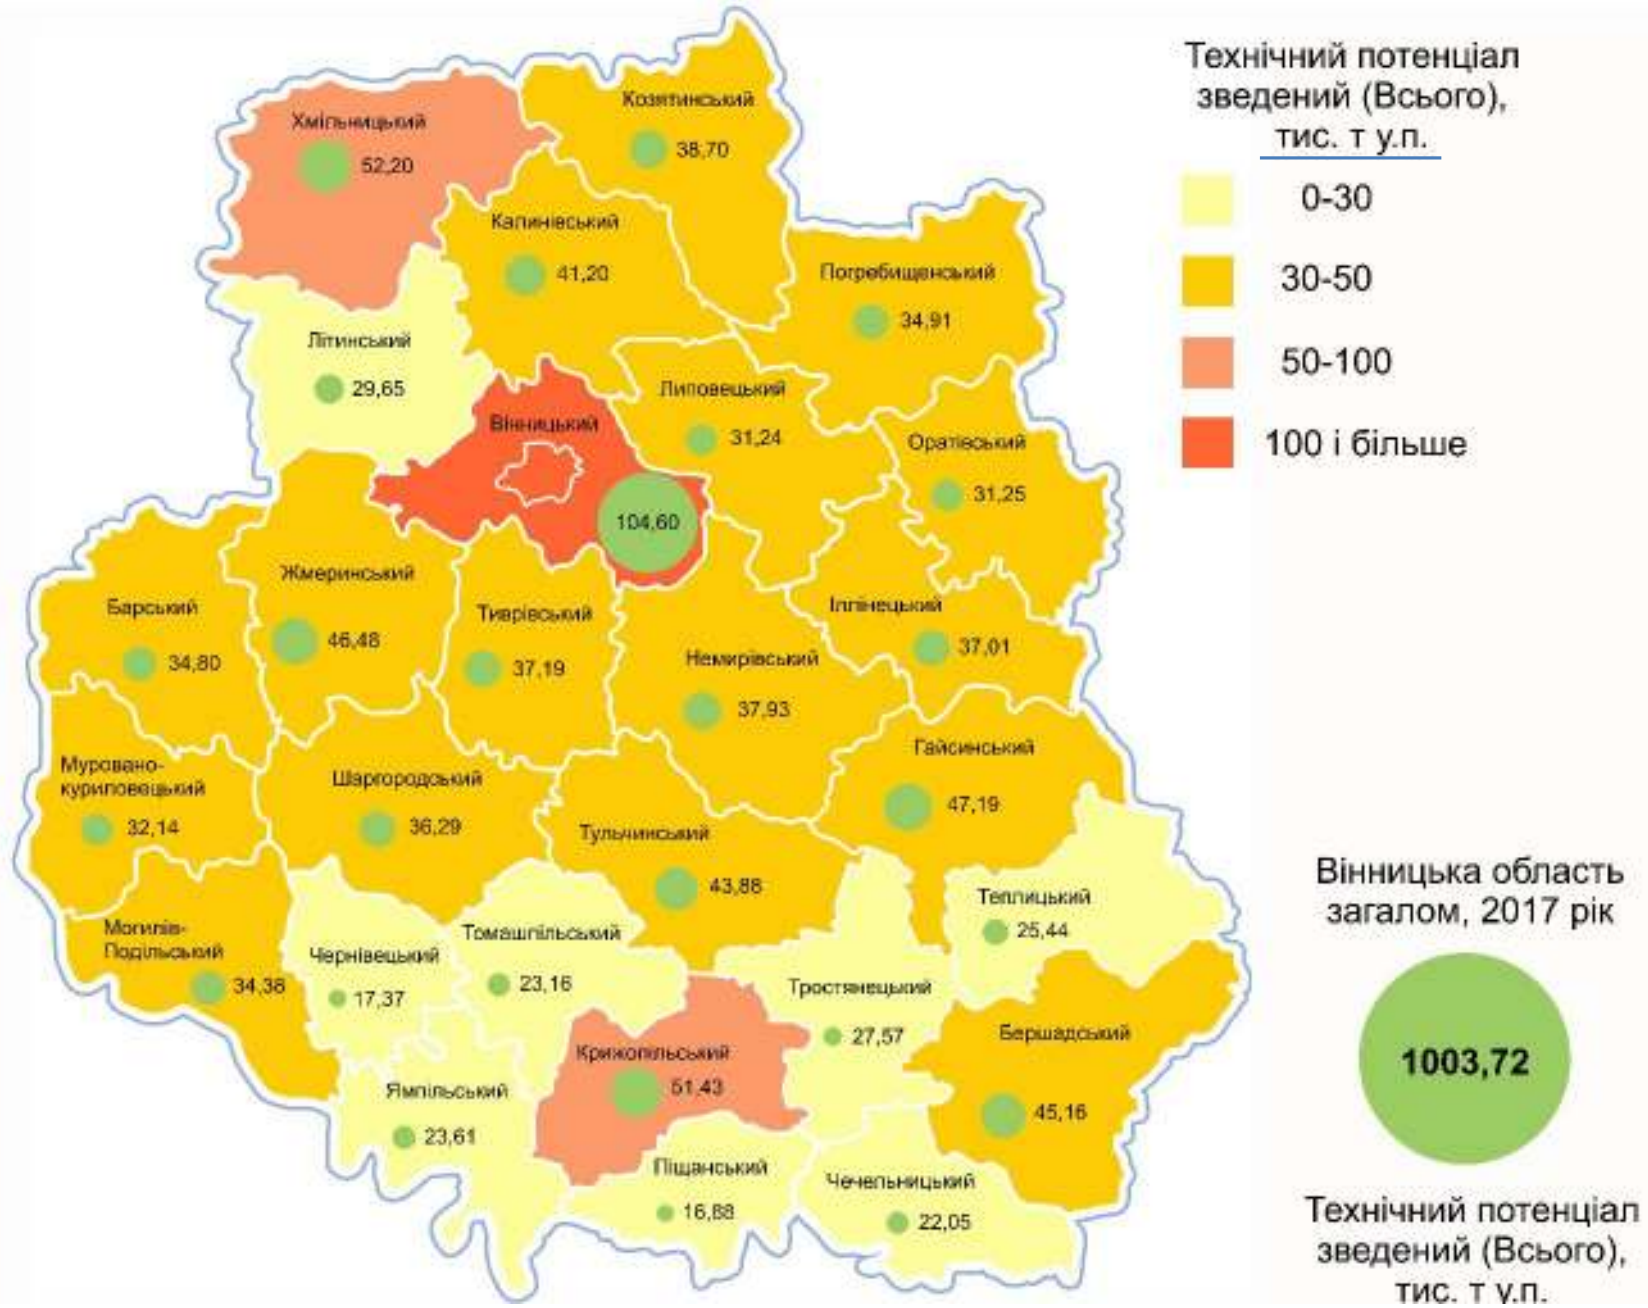 Технічний потенціал
зведений (Всього),
тис. т у.п.
0-30
30-50
50-100
100 і більше
Козятинський
38,70
Хмільницький
52,20
Калинівський
41,20
Погребищенський
34,91
Літинський
29,65
Липовецький
31,24
Вінницький
104,60
Оратівський
31,25
Жмеринський
46,48
Барський
34,80
Тиврівський
37,19
Іллінецький
37,01
Немирівський
37,93
Гайсинський
47,19
Муровано-
куриловецький
32,14
Шаргородський
36,29
Тульчинський
43,88
Теплицький
25,44
Могилів-
Подільський
34,38
Чернівецький
17,37
Томашпільський
23,16
Тростянецький
27,57
Бершадський
45,16
Крижопільський
51,43
Ямпільський
23,61
Піщанський
16,88
Чечельницький
22,05
Вінницька область
загалом, 2017 рік
1003,72
Технічний потенціал
зведений (Всього),
тис. т у.п.